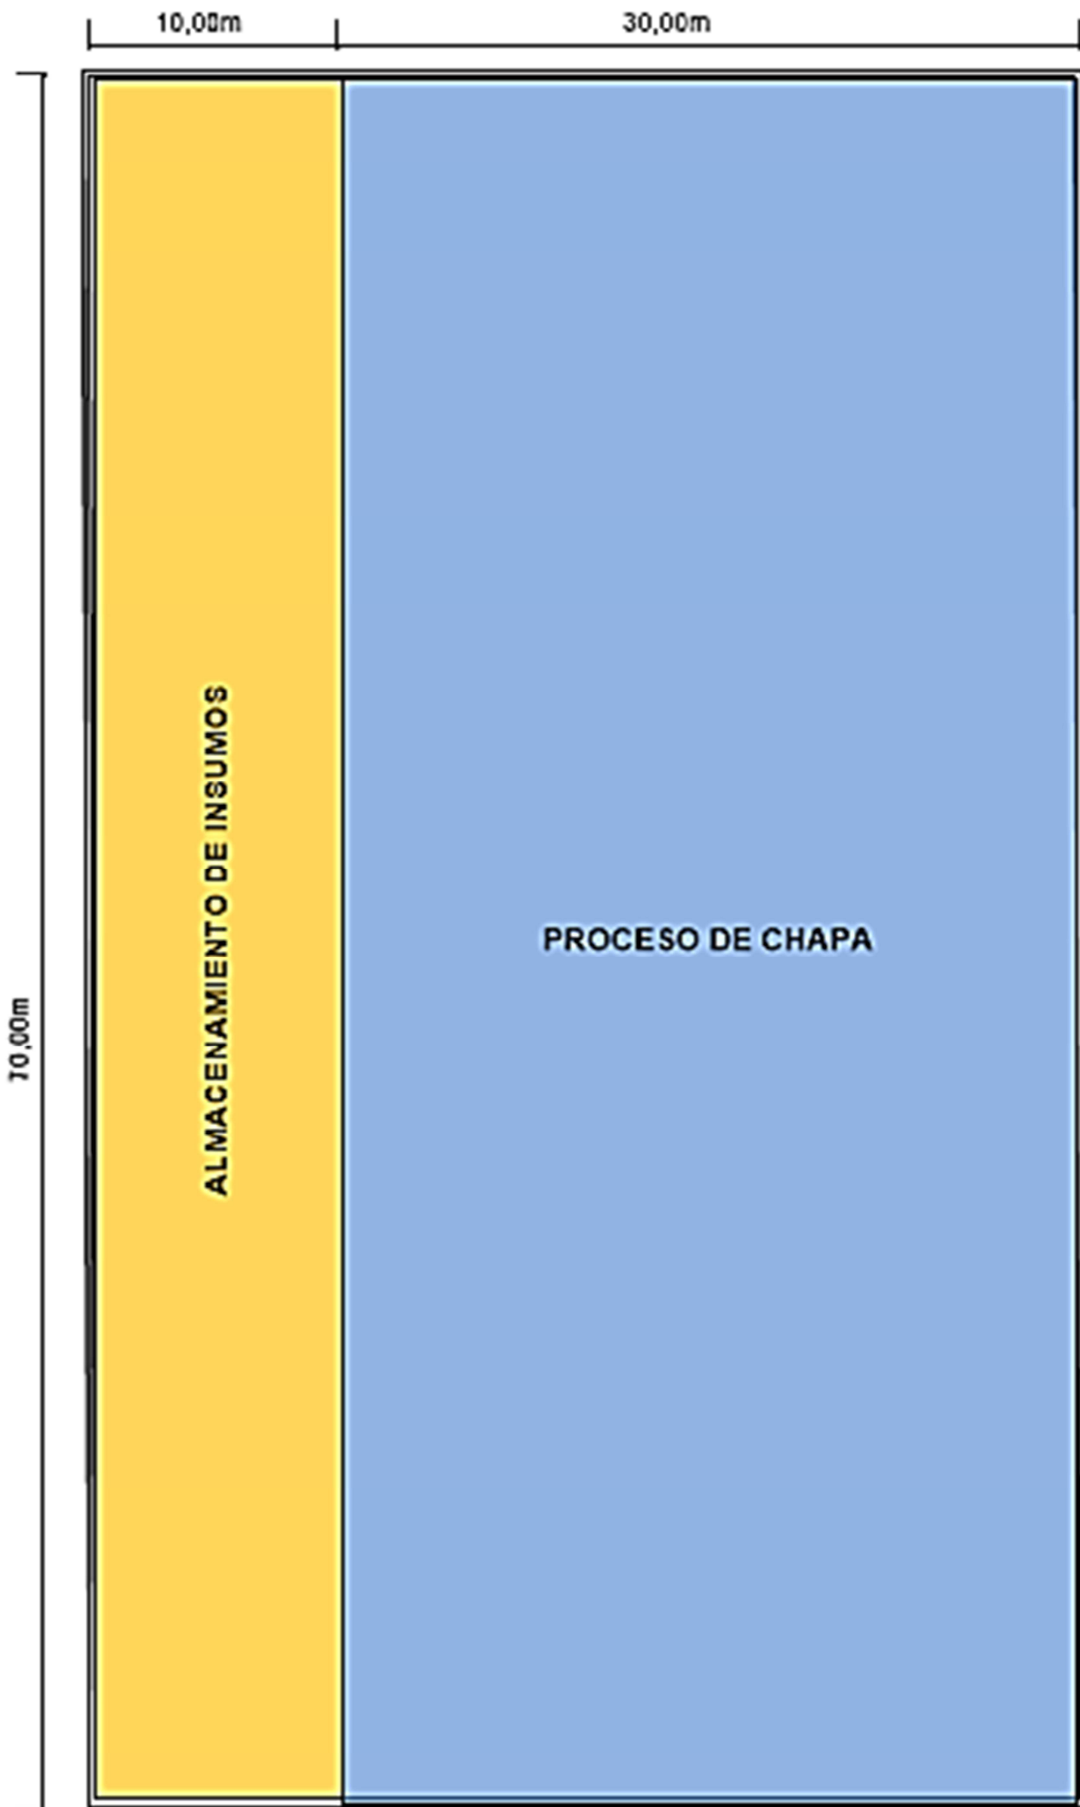 10,00m
30,00m
70,00m
ALMACENAMIENTO DE INSUMOS
PROCESO DE CHAPA